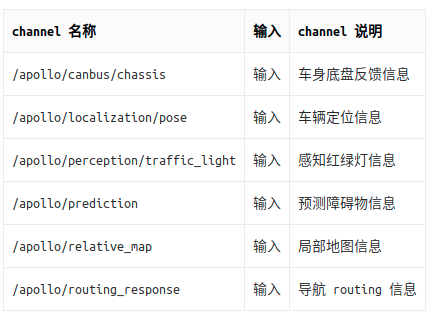 channel 名称 输入 channel 说明
/apollo/canbus/chassis 输入 车身底盘反馈信息
/apollo/localization/pose 输入 车辆定位信息
/apollo/perception/traffic_light 输入 感知红绿灯信息
/apollo/prediction 输入 预测障碍物信息
/apollo/relative_map 输入 局部地图信息
/apollo/routing_response 输入 导航 routing 信息